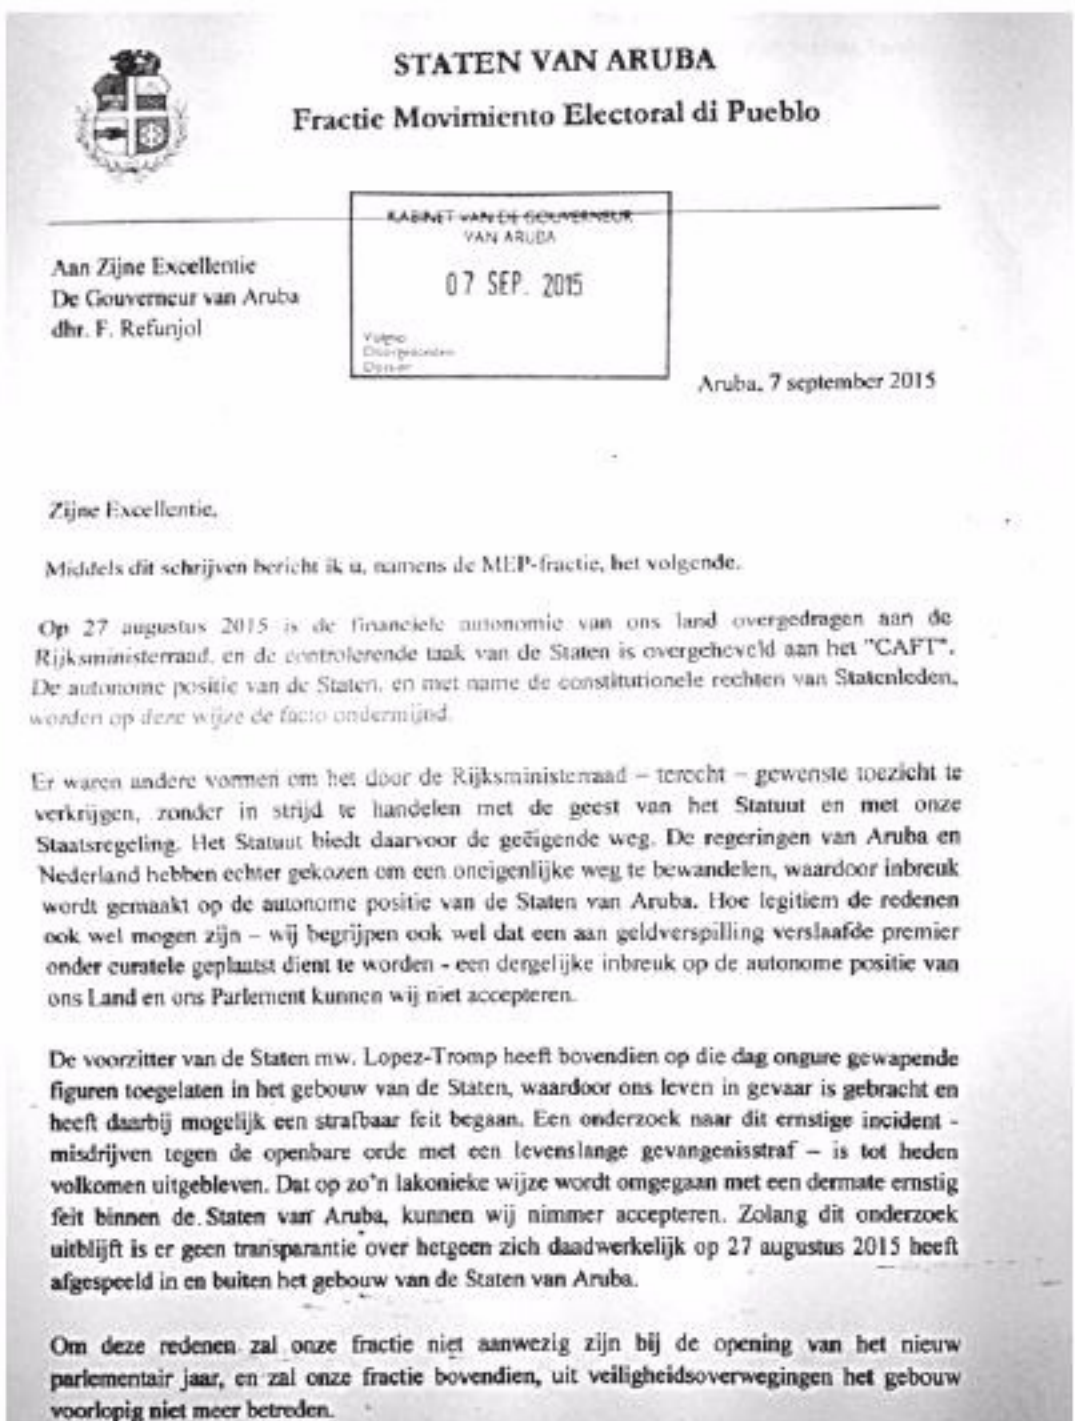 STATEN VAN ARUBA
Fractie Movimiento Electoral di Pueblo
KABINET VAN DE GOUVERNEUR
VAN ARUBA
07 SEP. 2015
Volgno
Doorgezonden
Dossier
Aan Zijne Excellentie
De Gouverneur van Aruba
dhr. F. Refunjol
Aruba, 7 september 2015
Zijne Excellentie,
Middels dit schrijven bericht ik u, namens de MEP-fractie, het volgende.
Op 27 augustus 2015 is de financiele autonomie van ons land overgedragen aan de
Rijksministerraad, en de controlerende taak van de Staten is overgeheveld aan het "CAFT".
De autonome positie van de Staten, en met name de constitutionele rechten van Statenleden,
worden op deze wijze de facto ondermijnd.
Er waren andere vormen om het door de Rijksministerraad – terecht – gewenste toezicht te
verkrijgen, zonder in strijd te handelen met de geest van het Statuut en met onze
Staatsregeling. Het Statuut biedt daarvoor de geëigende weg. De regeringen van Aruba en
Nederland hebben echter gekozen om een oneigenlijke weg te bewandelen, waardoor inbreuk
wordt gemaakt op de autonome positie van de Staten van Aruba. Hoe legitiem de redenen
ook wel mogen zijn – wij begrijpen ook wel dat een aan geldverspilling verslaafde premier
onder curatele geplaatst dient te worden - een dergelijke inbreuk op de autonome positie van
ons Land en ons Parlement kunnen wij niet accepteren.
De voorzitter van de Staten mw. Lopez-Tromp heeft bovendien op die dag ongure gewapende
figuren toegelaten in het gebouw van de Staten, waardoor ons leven in gevaar is gebracht en
heeft daarbij mogelijk een strafbaar feit begaan. Een onderzoek naar dit ernstige incident -
misdrijven tegen de openbare orde met een levenslange gevangenisstraf – is tot heden
volkomen uitgebleven. Dat op zo'n lakonieke wijze wordt omgegaan met een dermate ernstig
feit binnen de Staten van Aruba, kunnen wij nimmer accepteren. Zolang dit onderzoek
uitblijft is er geen transparantie over hetgeen zich daadwerkelijk op 27 augustus 2015 heeft
afgespeeld in en buiten het gebouw van de Staten van Aruba.
Om deze redenen zal onze fractie niet aanwezig zijn bij de opening van het nieuw
parlementair jaar, en zal onze fractie bovendien, uit veiligheidsoverwegingen het gebouw
voorlopig niet meer betreden.